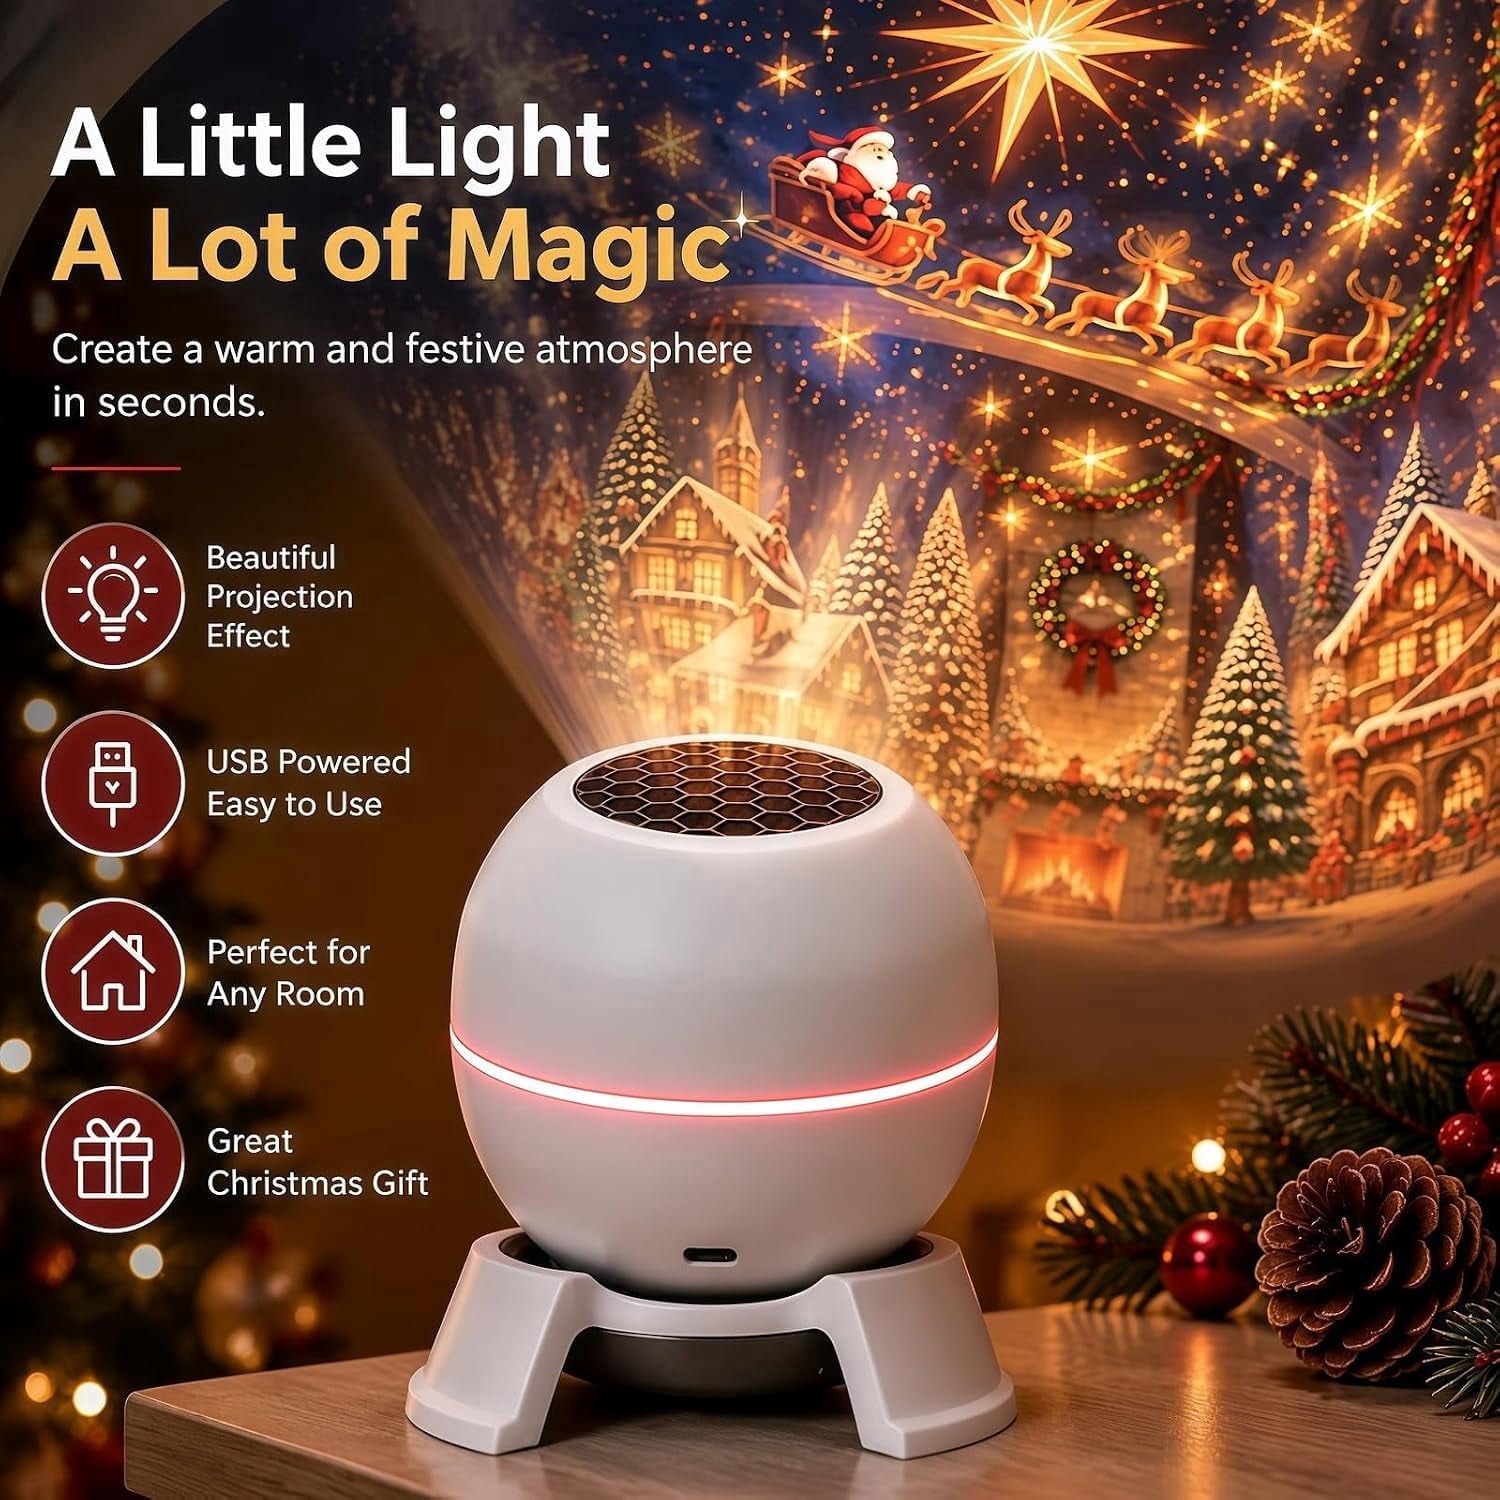 A Little Light
A Lot of Magic
Create a warm and festive atmosphere
in seconds.
Beautiful
Projection
Effect
USB Powered
Easy to Use
Perfect for
Any Room
Great
Christmas Gift